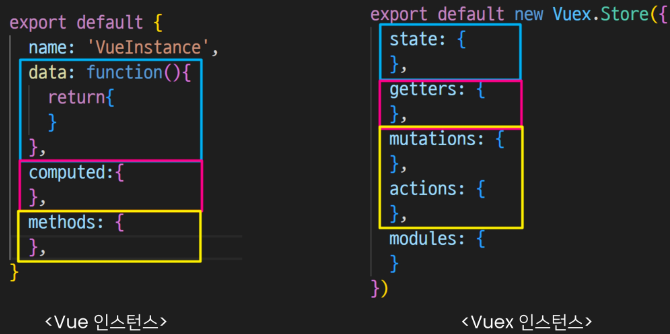 export default {
name: 'VueInstance',
data: function(){
return{
}
},
computed:{
},
methods: {
},
}
<Vue 인스턴스>
export default new Vuex.Store({
state: {
},
getters: {
},
mutations: {
},
actions: {
},
modules: {
}
})
<Vuex 인스턴스>